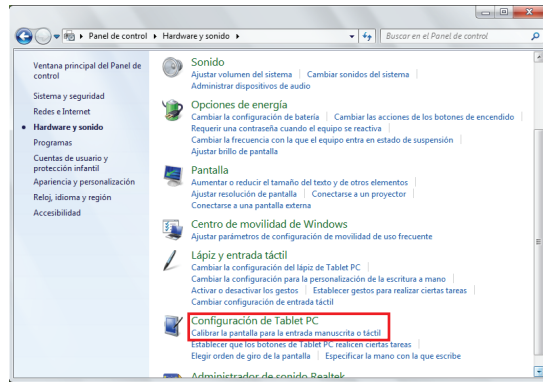 Panel de control ▸ Hardware y sonido ▸
Buscar en el Panel de control
Ventana principal del Panel de
control
Sistema y seguridad
Redes e Internet
Hardware y sonido
Programas
Cuentas de usuario y
protección infantil
Apariencia y personalización
Reloj, idioma y región
Accesibilidad
Sonido
Ajustar volumen del sistema | Cambiar sonidos del sistema |
Administrar dispositivos de audio
Opciones de energía
Cambiar la configuración de batería | Cambiar las acciones de los botones de encendido |
Requerir una contraseña cuando el equipo se reactiva |
Cambiar la frecuencia con la que el equipo entra en estado de suspensión |
Ajustar brillo de pantalla
Pantalla
Aumentar o reducir el tamaño del texto y de otros elementos |
Ajustar resolución de pantalla | Conectarse a un proyector |
Conectarse a una pantalla externa
Centro de movilidad de Windows
Ajustar parámetros de configuración de movilidad de uso frecuente
Lápiz y entrada táctil
Cambiar la configuración del lápiz de Tablet PC |
Cambiar la configuración para la personalización de la escritura a mano |
Activar o desactivar los gestos | Establecer gestos para realizar ciertas tareas |
Cambiar configuración de entrada táctil
Configuración de Tablet PC
Calibrar la pantalla para la entrada manuscrita o táctil
Establecer que los botones de Tablet PC realicen ciertas tareas |
Elegir orden de giro de la pantalla | Especificar la mano con la que escribe
Administrador de sonido Realtek